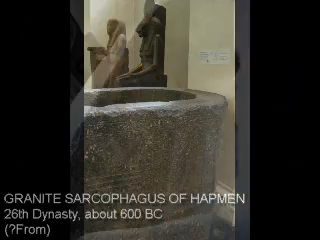 GRANITE SARCOPHAGUS OF HAPMEN
26th Dynasty, about 600 BC
(?From)